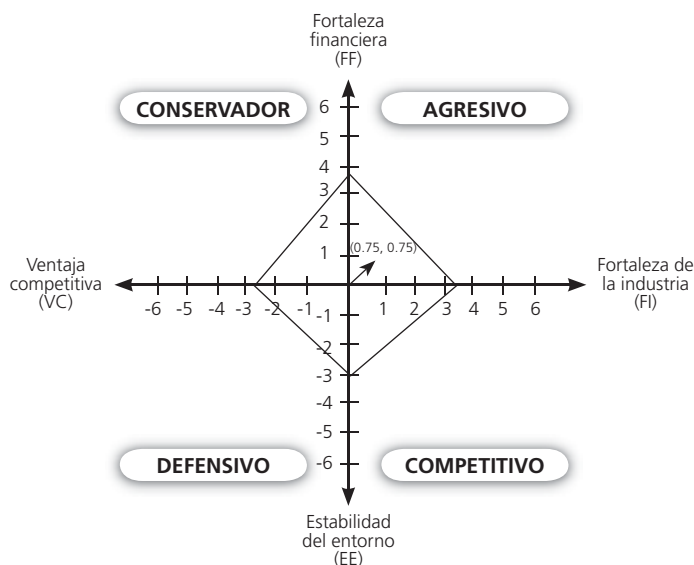 Fortaleza
financiera
(FF)
CONSERVADOR
AGRESIVO
6
5
4
3
2
1
(0.75, 0.75)
Ventaja
competitiva
(VC)
Fortaleza de
la industria
(FI)
-6 -5 -4 -3 -2 -1 1 2 3 4 5 6
-1
-2
-3
-4
-5
-6
DEFENSIVO
COMPETITIVO
Estabilidad
del entorno
(EE)